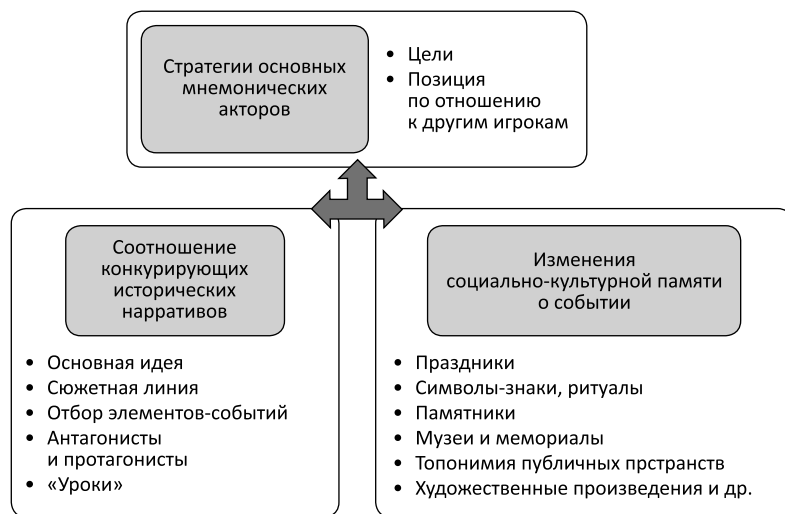 Стратегии основных
мнемонических
акторов
• Цели
• Позиция
по отношению
к другим игрокам
Соотношение
конкурирующих
исторических
нарративов
• Основная идея
• Сюжетная линия
• Отбор элементов-событий
• Антагонисты
и протагонисты
• «Уроки»
Изменения
социально-культурной памяти
о событии
• Праздники
• Символы-знаки, ритуалы
• Памятники
• Музеи и мемориалы
• Топонимия публичных прстранств
• Художественные произведения и др.